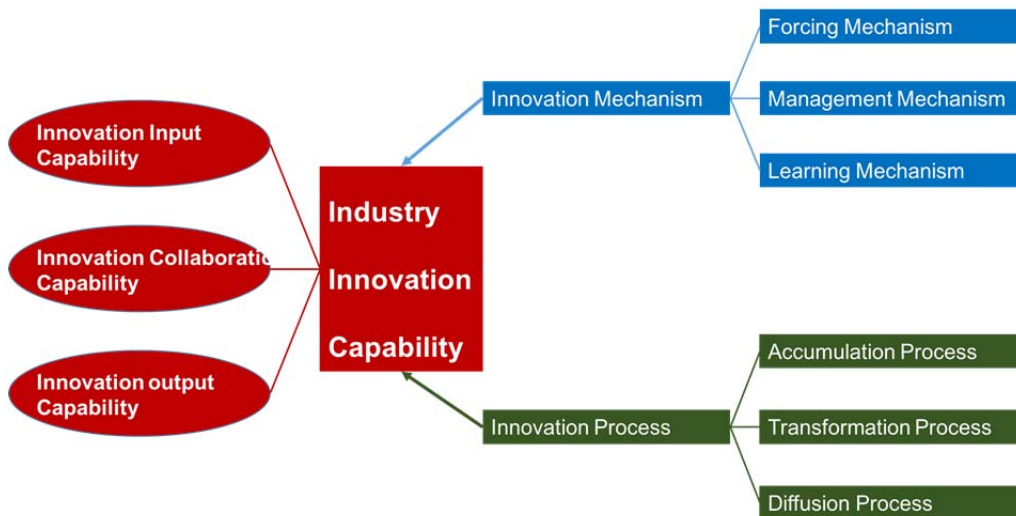 Innovation Input
Capability
Innovation Collaboratio
Capability
Innovation output
Capability
Industry
Innovation
Capability
Innovation Mechanism
Forcing Mechanism
Management Mechanism
Learning Mechanism
Innovation Process
Accumulation Process
Transformation Process
Diffusion Process